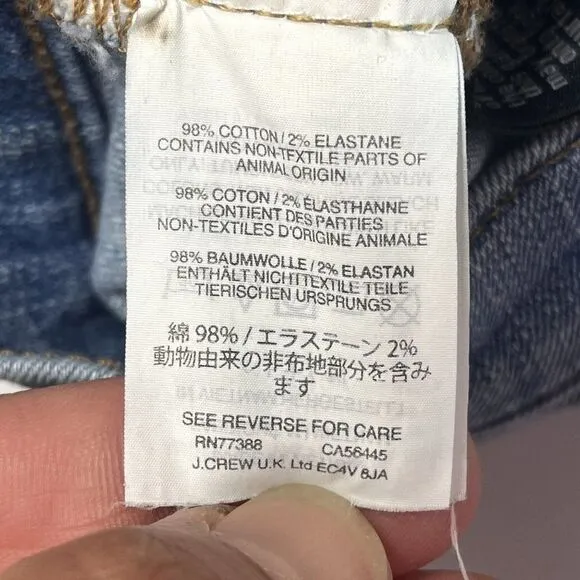 98% COTTON / 2% ELASTANE
CONTAINS NON-TEXTILE PARTS OF
ANIMAL ORIGIN
98% COTON / 2% ÉLASTHANNE
CONTIENT DES PARTIES
NON-TEXTILES D'ORIGINE ANIMALE
98% BAUMWOLLE / 2% ELASTAN
ENTHÄLT NICHTTEXTILE TEILE
TIERISCHEN URSPRUNGS
綿 98% / エラステーン 2%
動物由来の非布地部分を含み
ます
SEE REVERSE FOR CARE
RN77388 CA56445
J.CREW U.K. Ltd EC4V 8JA